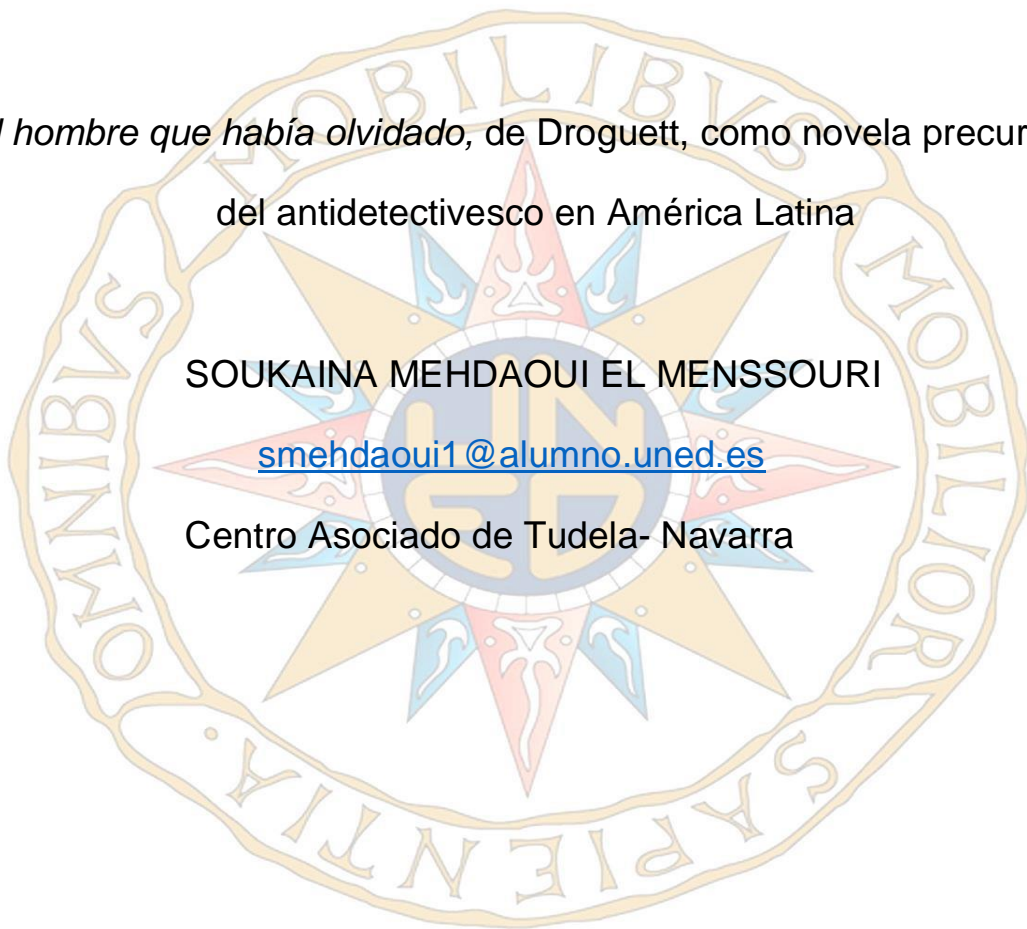 hombre que había olvidado, de Droguett, como novela
del antidetectivesco en América Latina
SOUKAINA MEHDAOUI EL MENSSOURI
smehdaoui1@alumno.uned.es
Centro Asociado de Tudela- Navarra
OMNIBVS MOBILIBVS MOBILIOR SAPIENTIA.
UNED